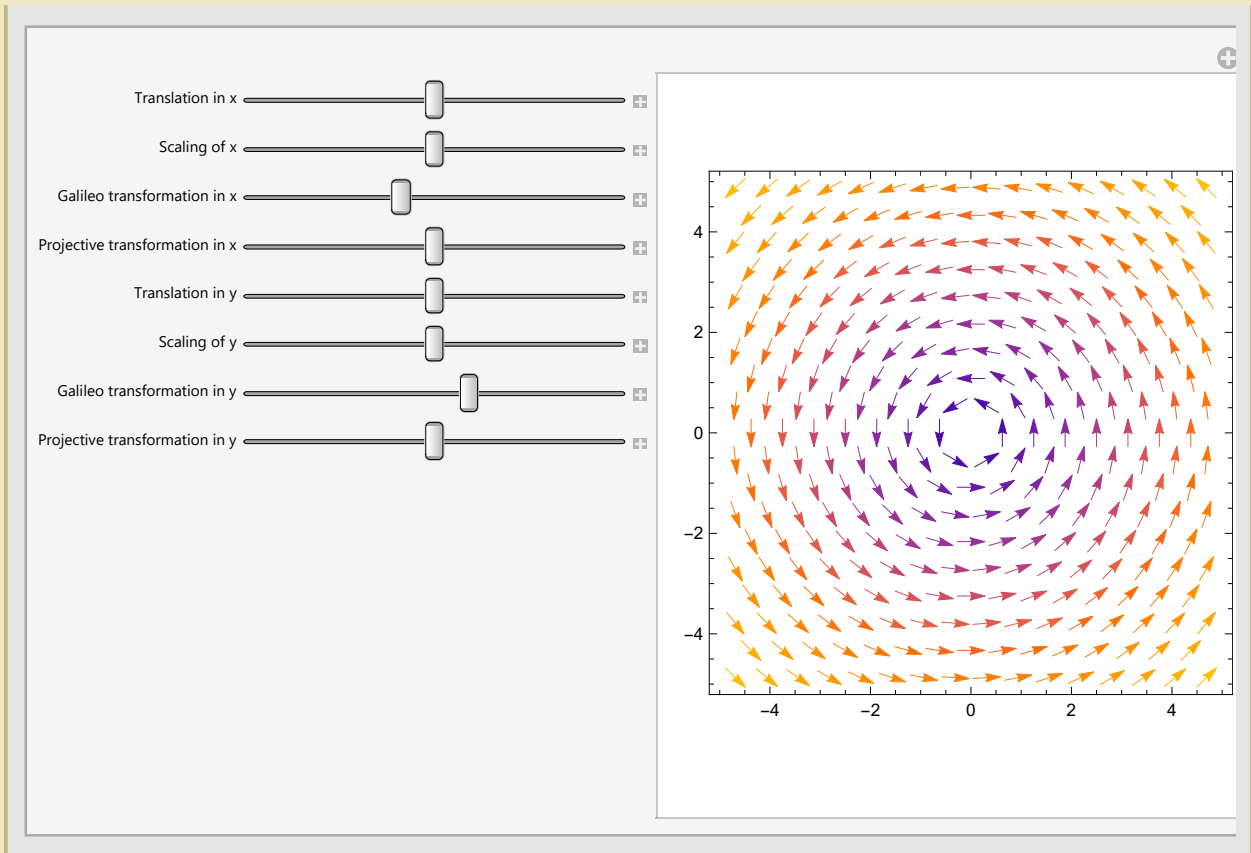 Translation in x
Scaling of x
Galileo transformation in x
Projective transformation in x
Translation in y
Scaling of y
Galileo transformation in y
Projective transformation in y
4
2
0
−2
−4
−4 −2 0 2 4